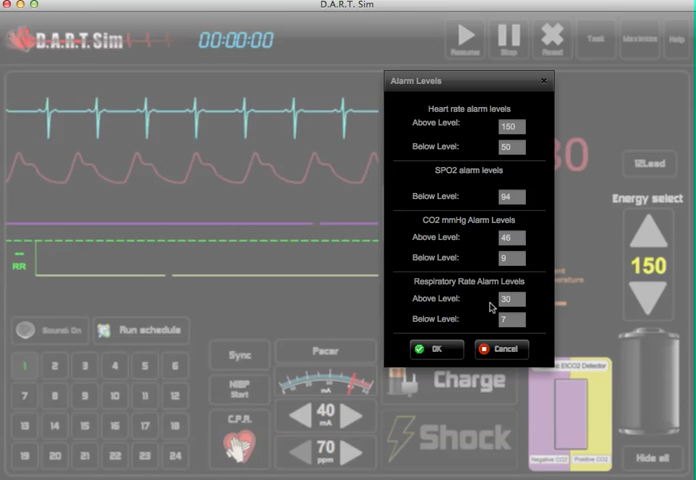 D.A.R.T. Sim
D.A.R.T. Sim
00:00:00
Resume
Stop
Reset
Task
Maximize
Help
Alarm Levels
Heart rate alarm levels
Above Level: 150
Below Level: 50
SPO2 alarm levels
Below Level: 94
CO2 mmHg Alarm Levels
Above Level: 46
Below Level: 9
Respiratory Rate Alarm Levels
Above Level: 30
Below Level: 7
OK
Cancel
12Lead
Energy select
150
--
RR
Sound On
Run schedule
1 2 3 4 5 6
7 8 9 10 11 12
13 14 15 16 17 18
19 20 21 22 23 24
Sync
NIBP
Start
C.P.R.
Pacer
40
mA
70
ppm
Charge
Shock
EtCO2 Detector
Negative CO2
Positive CO2
Hide all